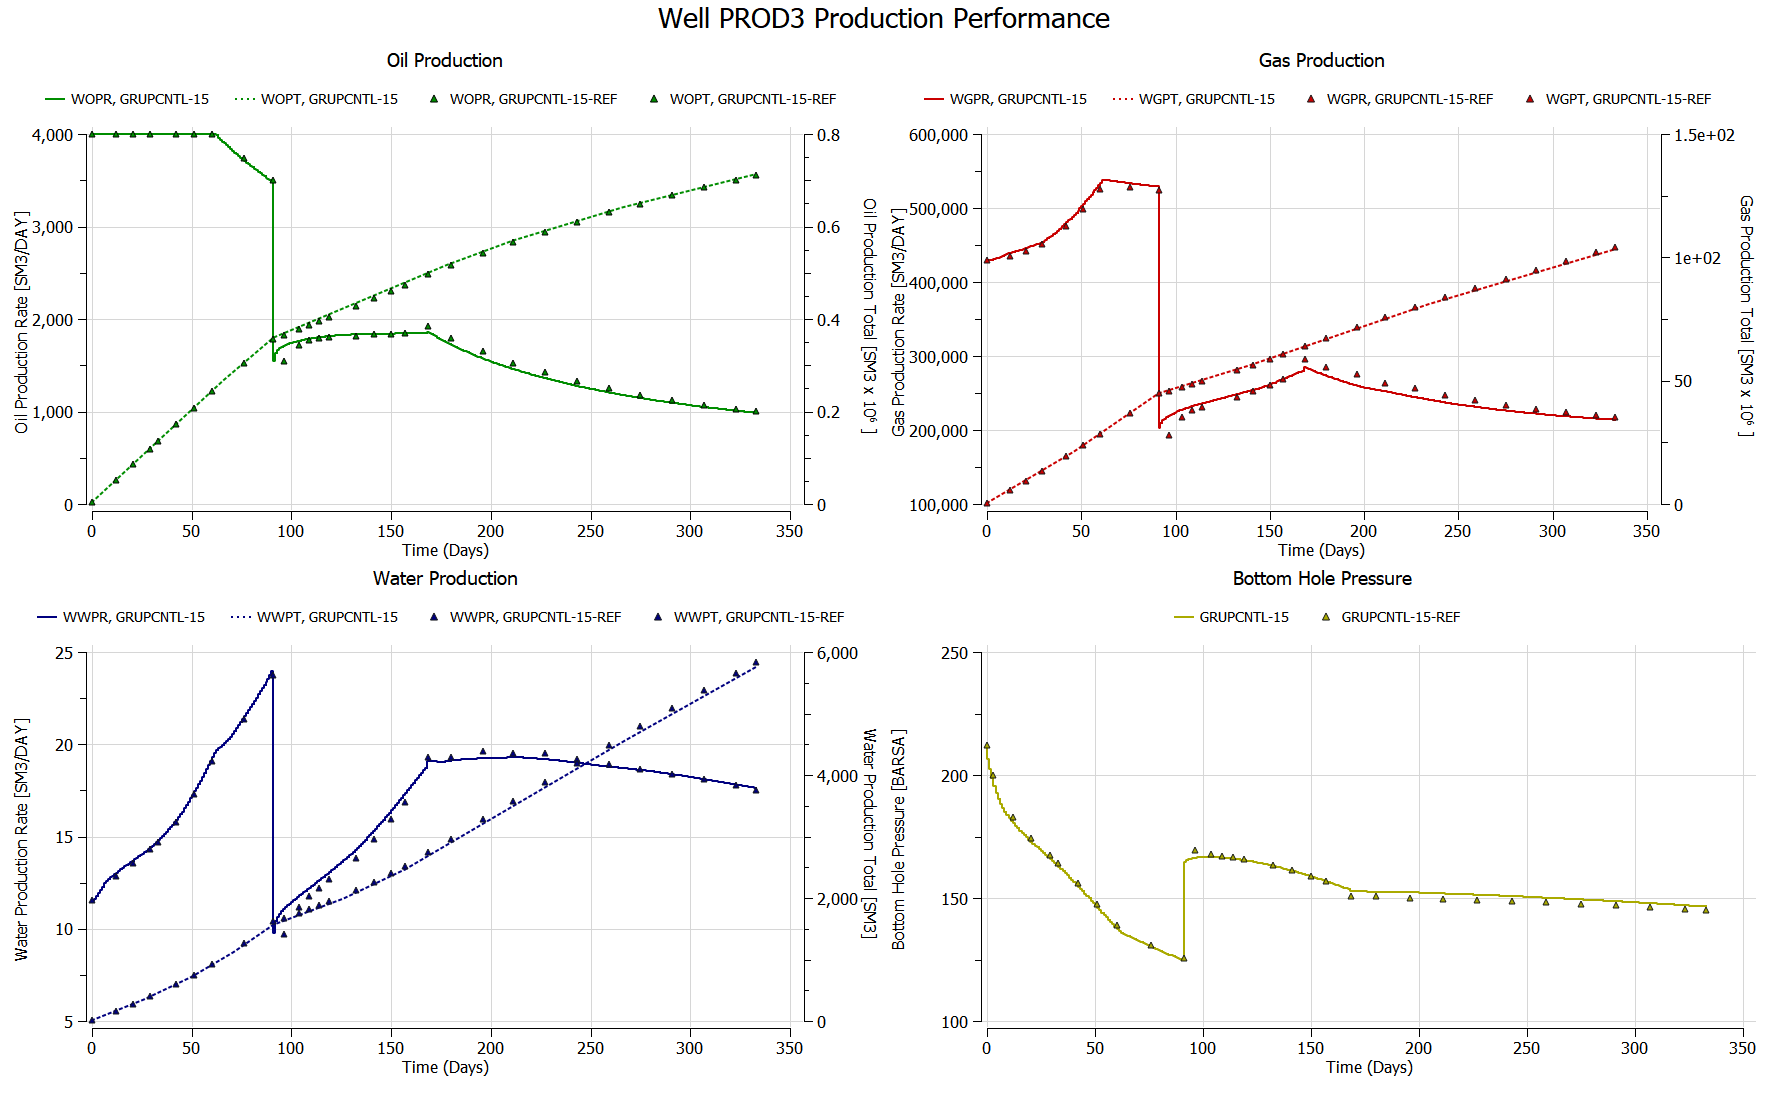 Well PROD3 Production Performance
Oil Production
WOPR, GRUPCNTL-15 WOPT, GRUPCNTL-15 WOPR, GRUPCNTL-15-REF WOPT, GRUPCNTL-15-REF
Oil Production Rate [SM3/DAY]
4,000
3,000
2,000
1,000
0
0.8
0.6
0.4
0.2
0
Oil Production Total [SM3 x 10⁶ ]
0 50 100 150 200 250 300 350
Time (Days)
Gas Production
WGPR, GRUPCNTL-15 WGPT, GRUPCNTL-15 WGPR, GRUPCNTL-15-REF WGPT, GRUPCNTL-15-REF
Gas Production Rate [SM3/DAY]
600,000
500,000
400,000
300,000
200,000
100,000
1.5e+02
1e+02
50
0
Gas Production Total [SM3 x 10⁶ ]
0 50 100 150 200 250 300 350
Time (Days)
Water Production
WWPR, GRUPCNTL-15 WWPT, GRUPCNTL-15 WWPR, GRUPCNTL-15-REF WWPT, GRUPCNTL-15-REF
Water Production Rate [SM3/DAY]
25
20
15
10
5
6,000
4,000
2,000
0
Water Production Total [SM3]
0 50 100 150 200 250 300 350
Time (Days)
Bottom Hole Pressure
GRUPCNTL-15 GRUPCNTL-15-REF
Bottom Hole Pressure [BARSA]
250
200
150
100
0 50 100 150 200 250 300 350
Time (Days)